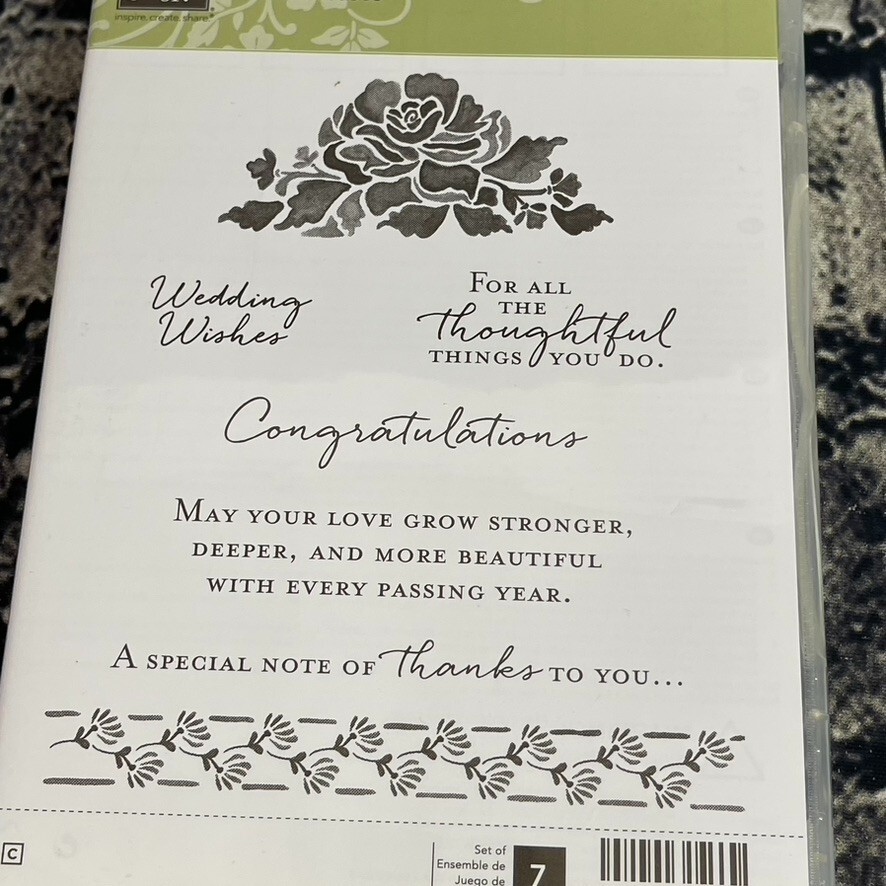 inspire. create. share.®
Wedding
Wishes
For all
the
thoughtful
things you do.
Congratulations
May your love grow stronger,
deeper, and more beautiful
with every passing year.
A special note of thanks to you...
C
Set of
Ensemble de
Juego de
7